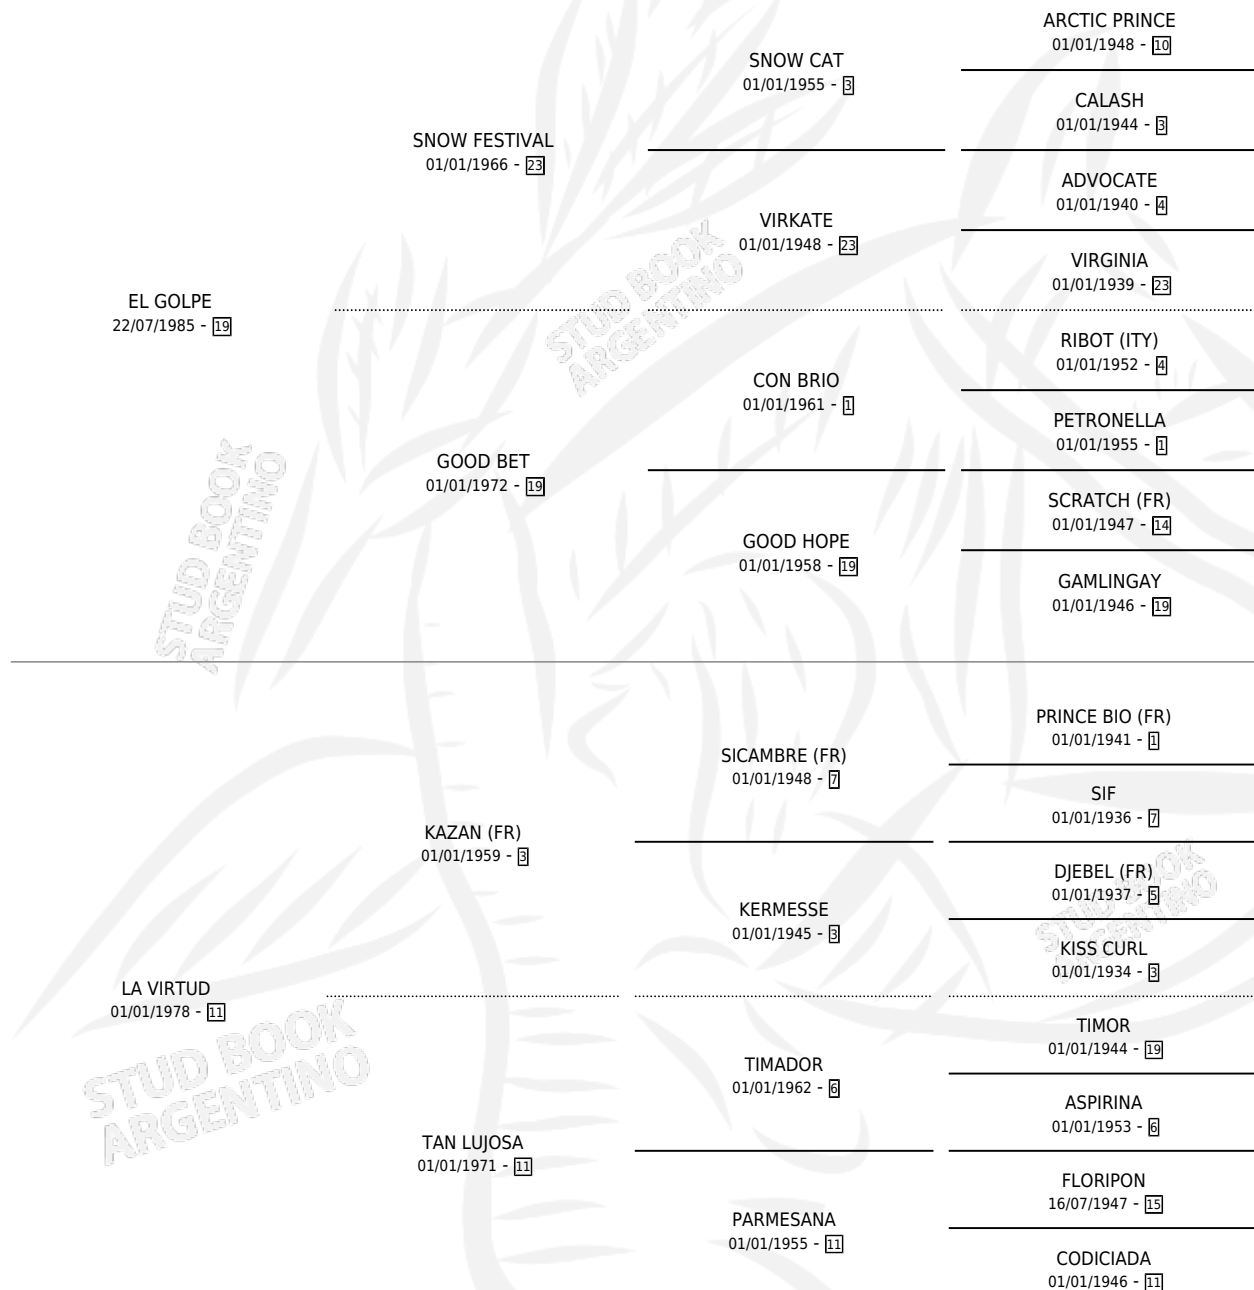 ARCTIC PRINCE
01/01/1948 - 10
SNOW CAT
01/01/1955 - 3
CALASH
01/01/1944 - 3
SNOW FESTIVAL
01/01/1966 - 23
ADVOCATE
01/01/1940 - 4
VIRKATE
01/01/1948 - 23
VIRGINIA
01/01/1939 - 23
STUD BOOK
ARGENTINO
EL GOLPE
22/07/1985 - 19
RIBOT (ITY)
01/01/1952 - 4
CON BRIO
01/01/1961 - 1
PETRONELLA
01/01/1955 - 1
GOOD BET
01/01/1972 - 19
SCRATCH (FR)
01/01/1947 - 14
GOOD HOPE
01/01/1958 - 19
GAMLINGAY
01/01/1946 - 19
STUD BOOK
ARGENTINO
PRINCE BIO (FR)
01/01/1941 - 1
SICAMBRE (FR)
01/01/1948 - 7
SIF
01/01/1936 - 7
KAZAN (FR)
01/01/1959 - 3
DJEBEL (FR)
01/01/1937 - 5
KERMESSE
01/01/1945 - 3
KISS CURL
01/01/1934 - 3
STUD BOOK
ARGENTINO
LA VIRTUD
01/01/1978 - 11
TIMOR
01/01/1944 - 19
TIMADOR
01/01/1962 - 6
ASPIRINA
01/01/1953 - 6
STUD BOOK
ARGENTINO
TAN LUJOSA
01/01/1971 - 11
FLORIPON
16/07/1947 - 15
PARMESANA
01/01/1955 - 11
CODICIADA
01/01/1946 - 11